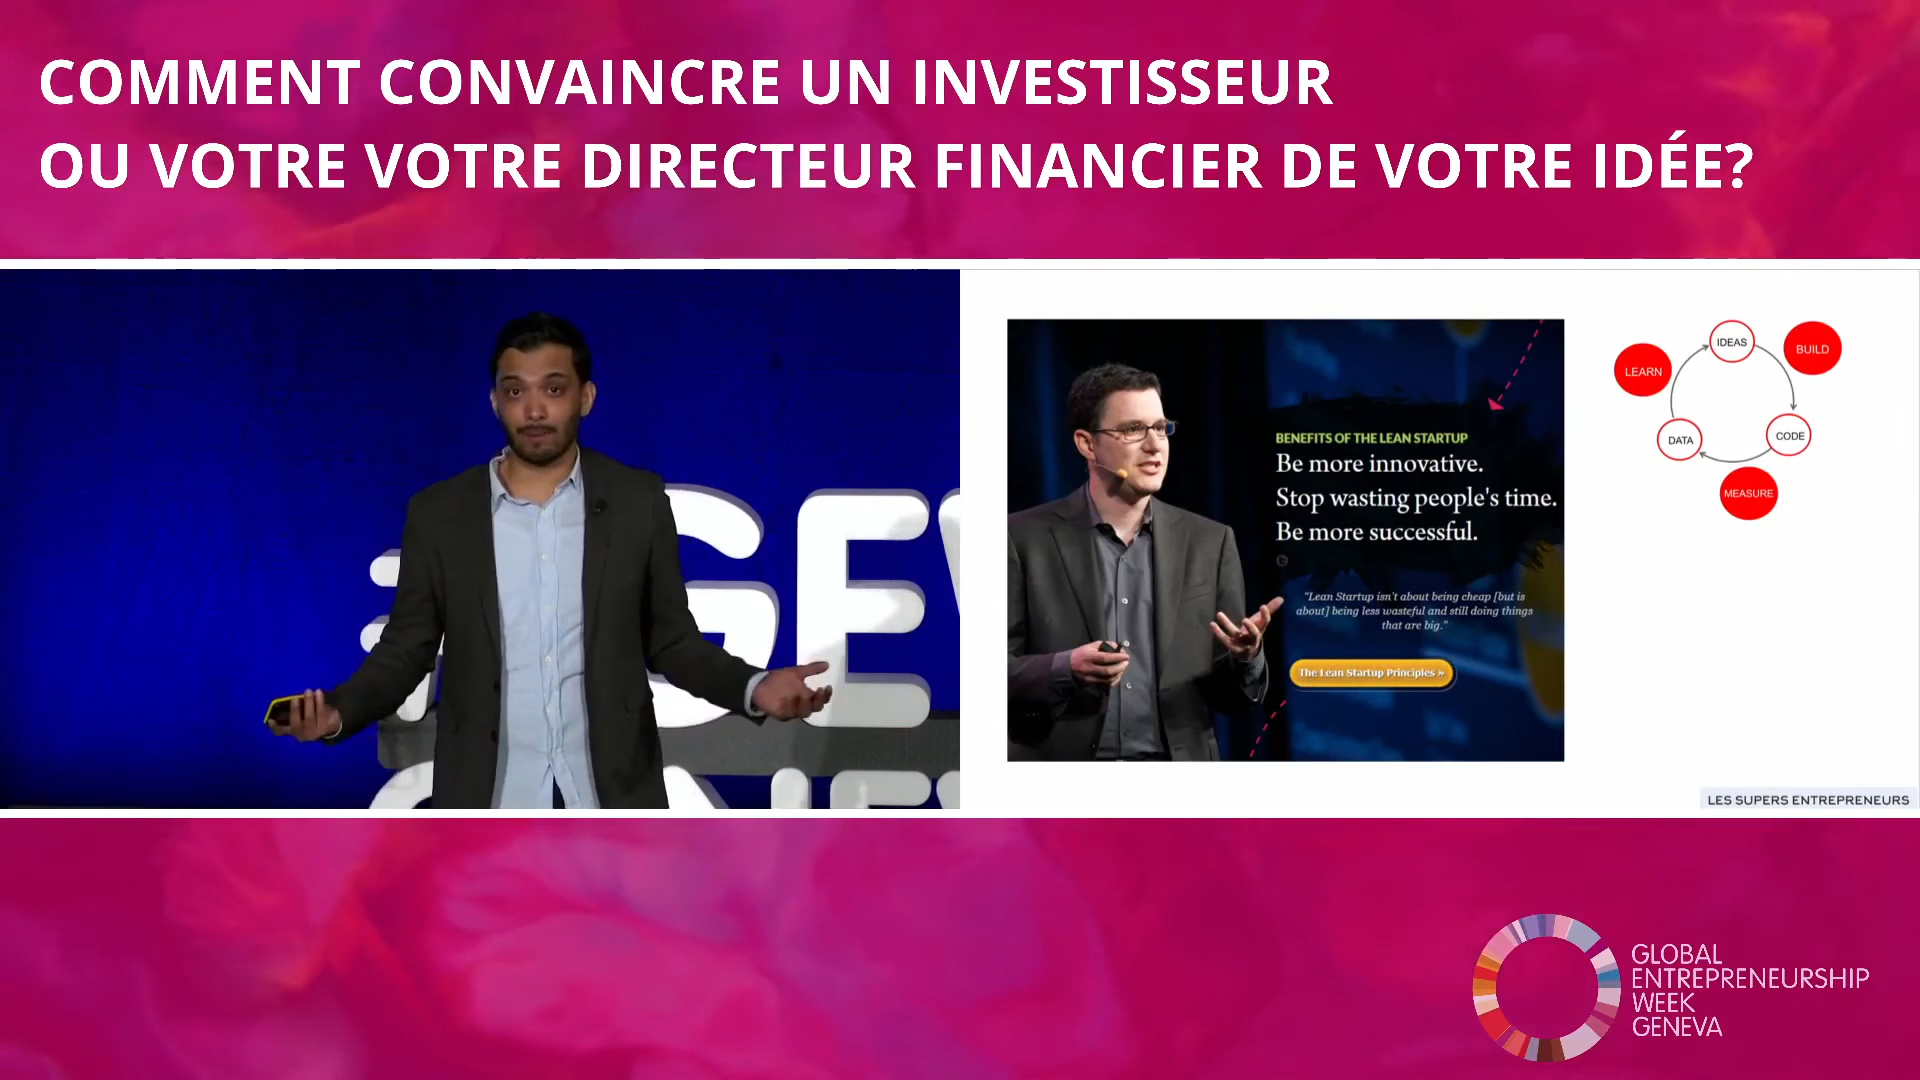 COMMENT CONVAINCRE UN INVESTISSEUR
OU VOTRE VOTRE DIRECTEUR FINANCIER DE VOTRE IDÉE?
#GEW
GENE
BENEFITS OF THE LEAN STARTUP
Be more innovative.
Stop wasting people's time.
Be more successful.
"Lean Startup isn't about being cheap [but is
about] being less wasteful and still doing things
that are big."
The Lean Startup Principles »
IDEAS
BUILD
LEARN
DATA
CODE
MEASURE
LES SUPERS ENTREPRENEURS
GLOBAL
ENTREPRENEURSHIP
WEEK
GENEVA